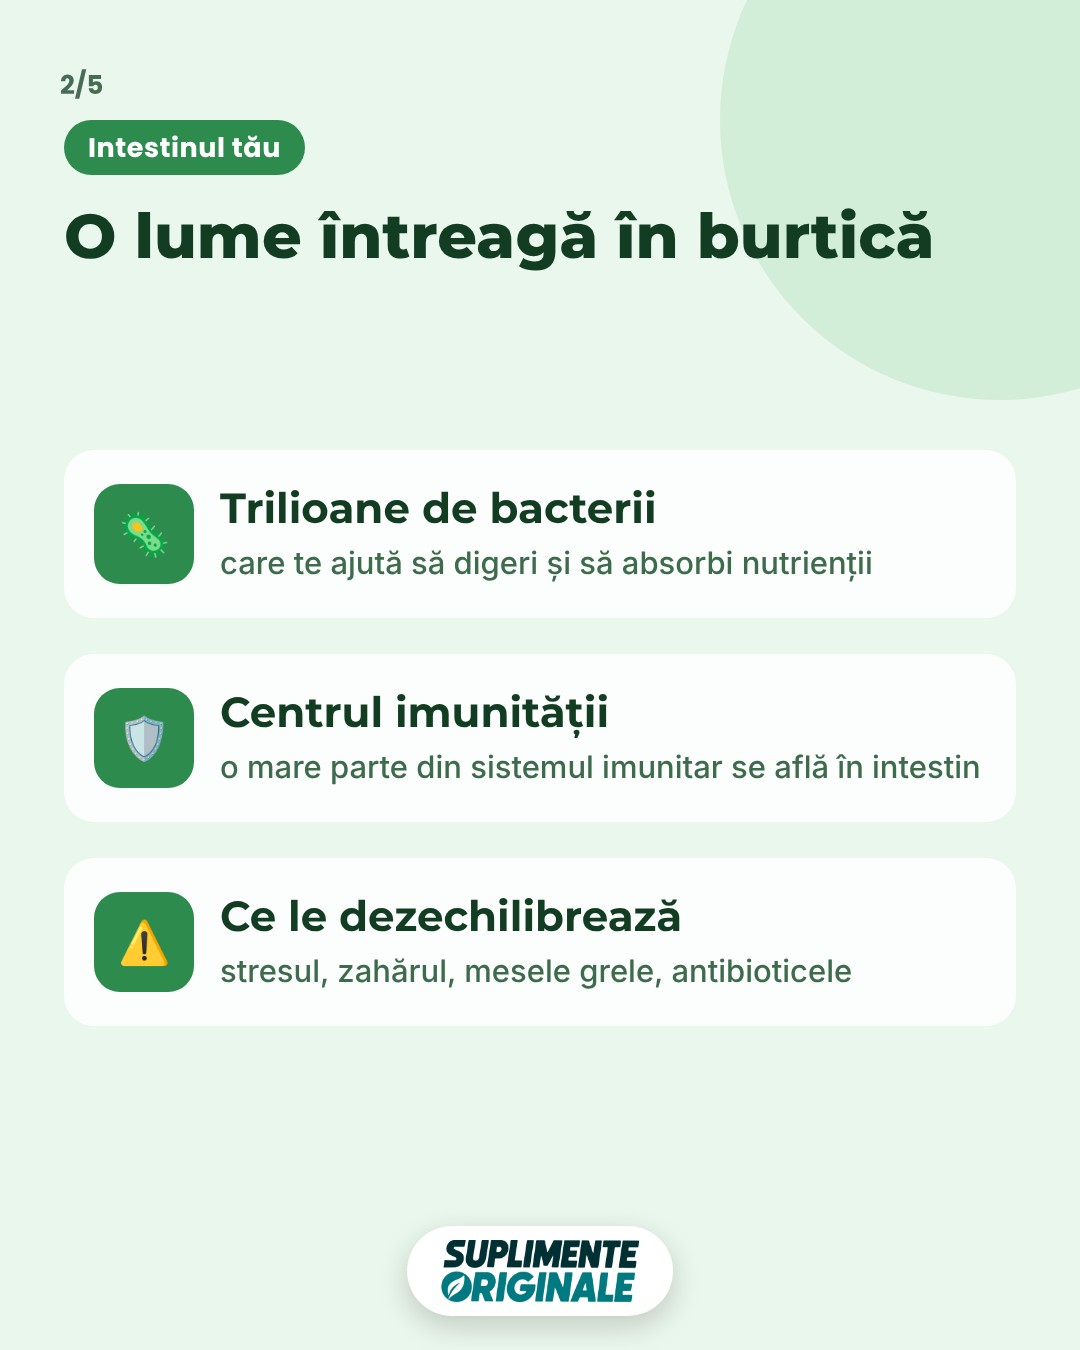 2/5
Intestinul tău
O lume întreagă în burtică
Trilioane de bacterii
care te ajută să digeri și să absorbi nutrienții
Centrul imunității
o mare parte din sistemul imunitar se află în intestin
Ce le dezechilibrează
stresul, zahărul, mesele grele, antibioticele
SUPLIMENTE
ORIGINALE